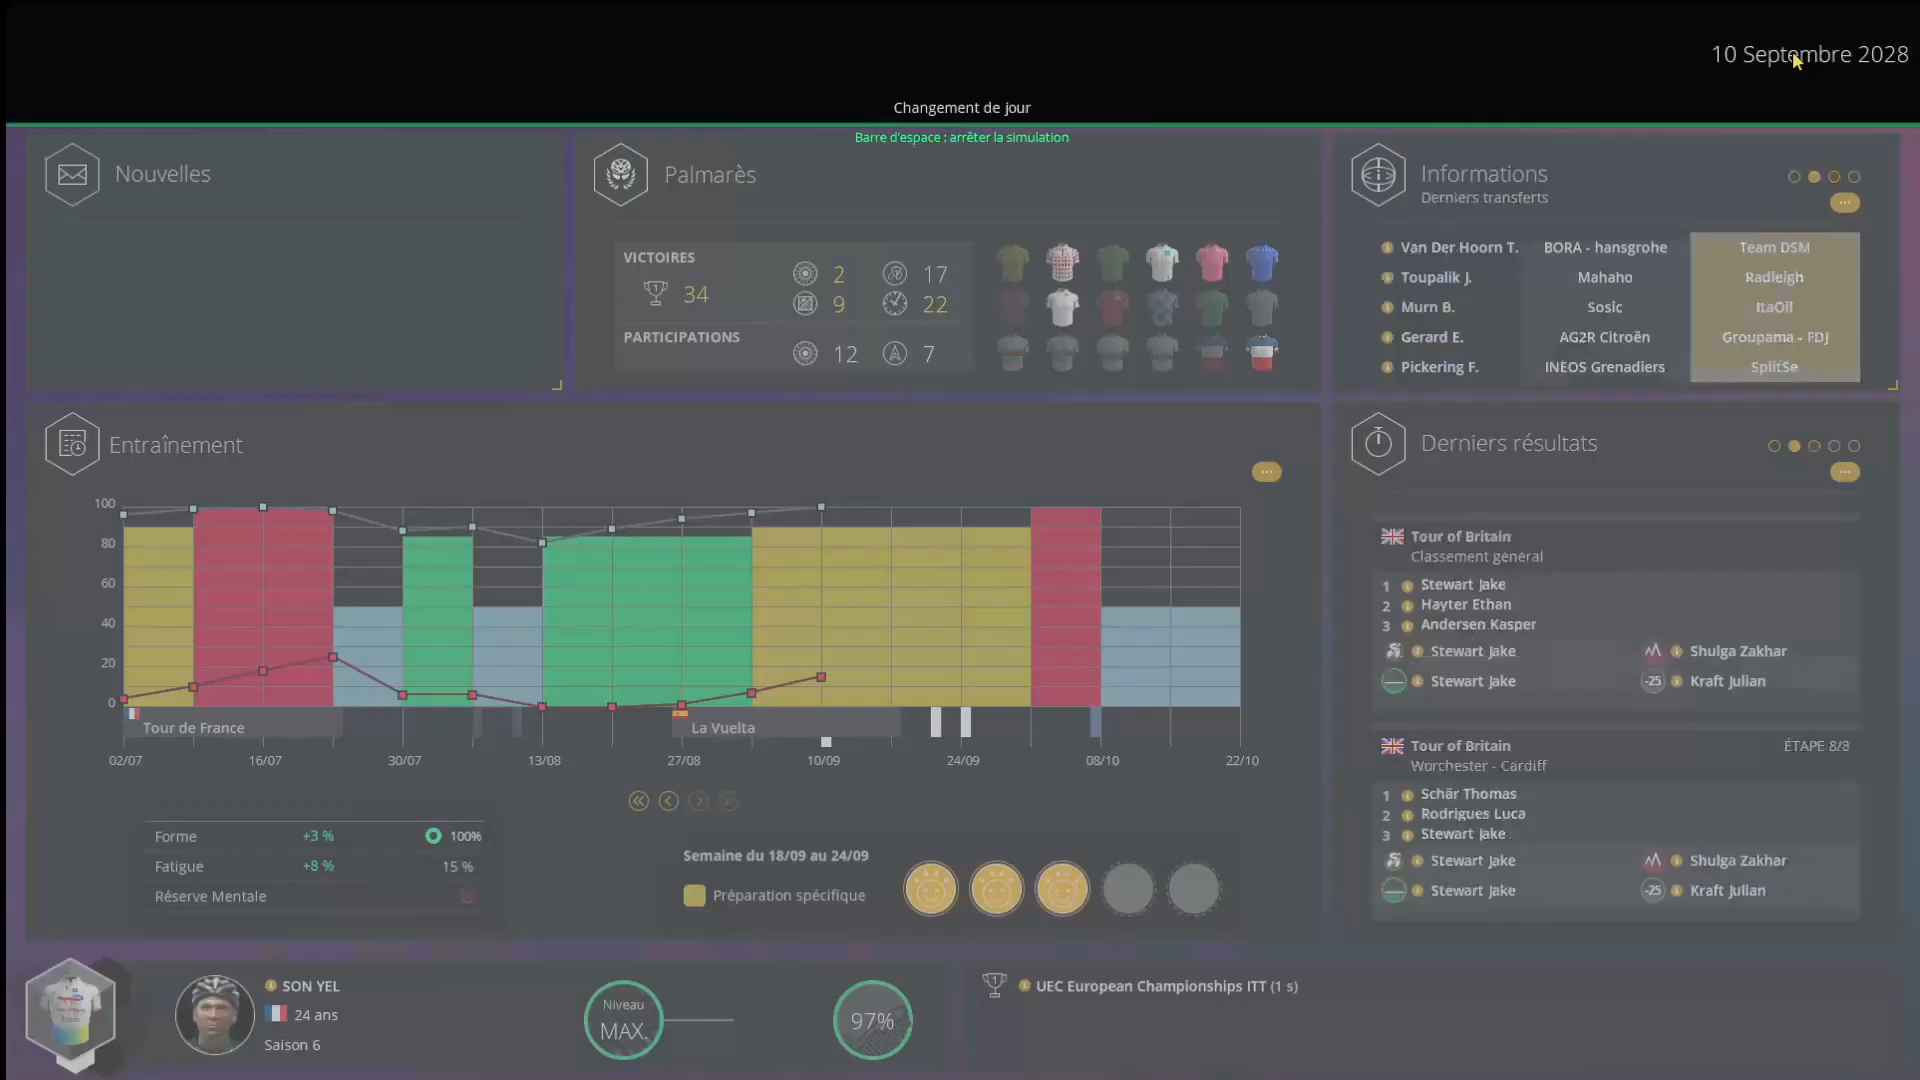 10 Septembre 2028
Changement de jour
Barre d'espace : arrêter la simulation
Nouvelles
Palmarès
VICTOIRES
34
2
17
9
22
PARTICIPATIONS
12
7
Informations
Derniers transferts
Van Der Hoorn T. BORA - hansgrohe Team DSM
Toupalik J. Mahaho Radleigh
Murn B. Sosic ItaOil
Gerard E. AG2R Citroën Groupama - FDJ
Pickering F. INEOS Grenadiers SplitSe
Entraînement
100
80
60
40
20
0
Tour de France
La Vuelta
02/07 16/07 30/07 13/08 27/08 10/09 24/09 08/10 22/10
Forme +3 % 100%
Fatigue +8 % 15 %
Réserve Mentale
Semaine du 18/09 au 24/09
Préparation spécifique
Derniers résultats
Tour of Britain
Classement général
1 Stewart Jake
2 Hayter Ethan
3 Andersen Kasper
Stewart Jake Shulga Zakhar
Stewart Jake -25 Kraft Julian
Tour of Britain ÉTAPE 8/8
Worchester - Cardiff
1 Schär Thomas
2 Rodrigues Luca
3 Stewart Jake
Stewart Jake Shulga Zakhar
Stewart Jake -25 Kraft Julian
SON YEL
24 ans
Saison 6
Niveau
MAX.
97%
1 UEC European Championships ITT (1 s)